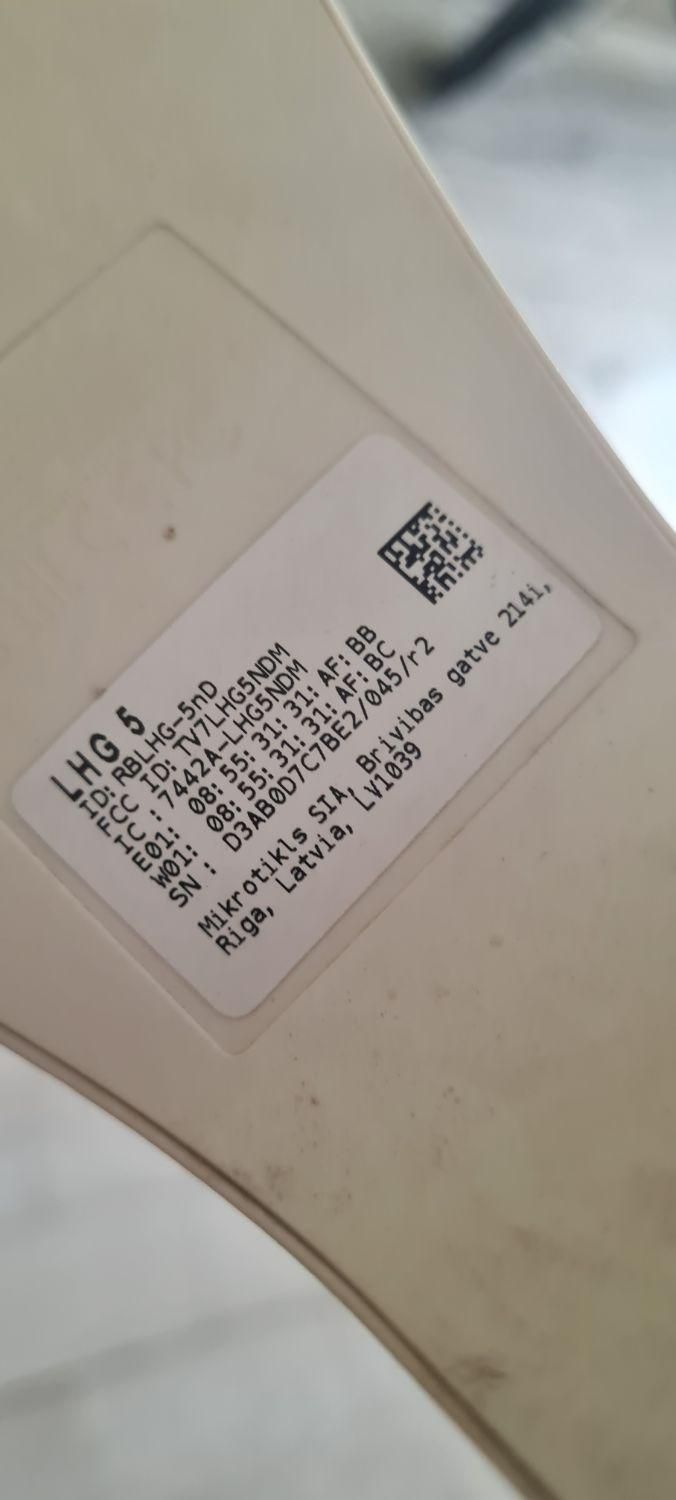 LHG 5
ID: RBLHG-5nD
FCC ID: TV7LHG5NDM
IC : 7442A-LHG5NDM
E01: 08:55:31:31:AF:BB
W01: 08:55:31:31:AF:BC
SN : D3AB0D7C7BE2/045/r2
Mikrotikls SIA, Brivibas gatve 214i,
Riga, Latvia, LV1039